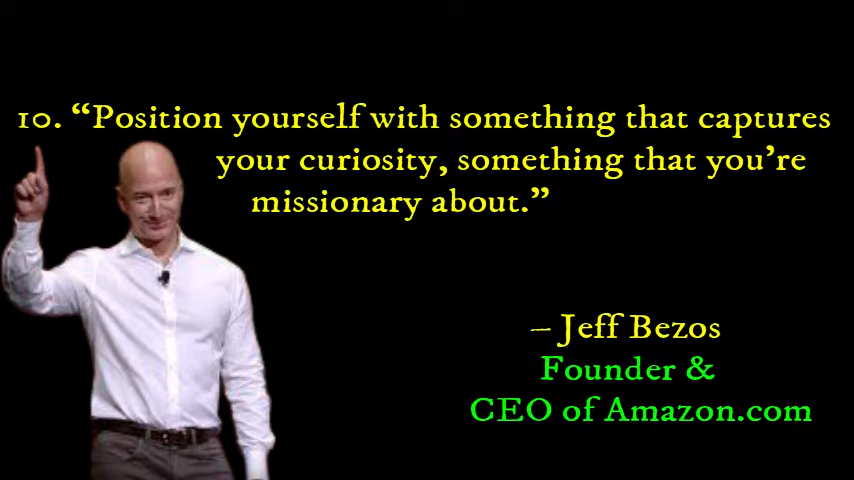 10. “Position yourself with something that captures
your curiosity, something that you’re
missionary about.”
– Jeff Bezos
Founder &
CEO of Amazon.com